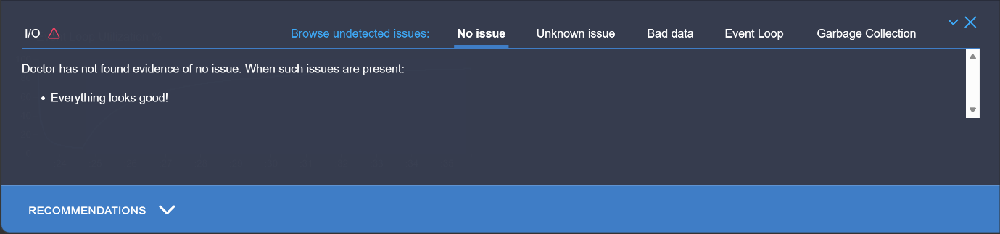 I/O Browse undetected issues: No issue Unknown issue Bad data Event Loop Garbage Collection
Doctor has not found evidence of no issue. When such issues are present:
• Everything looks good!
RECOMMENDATIONS